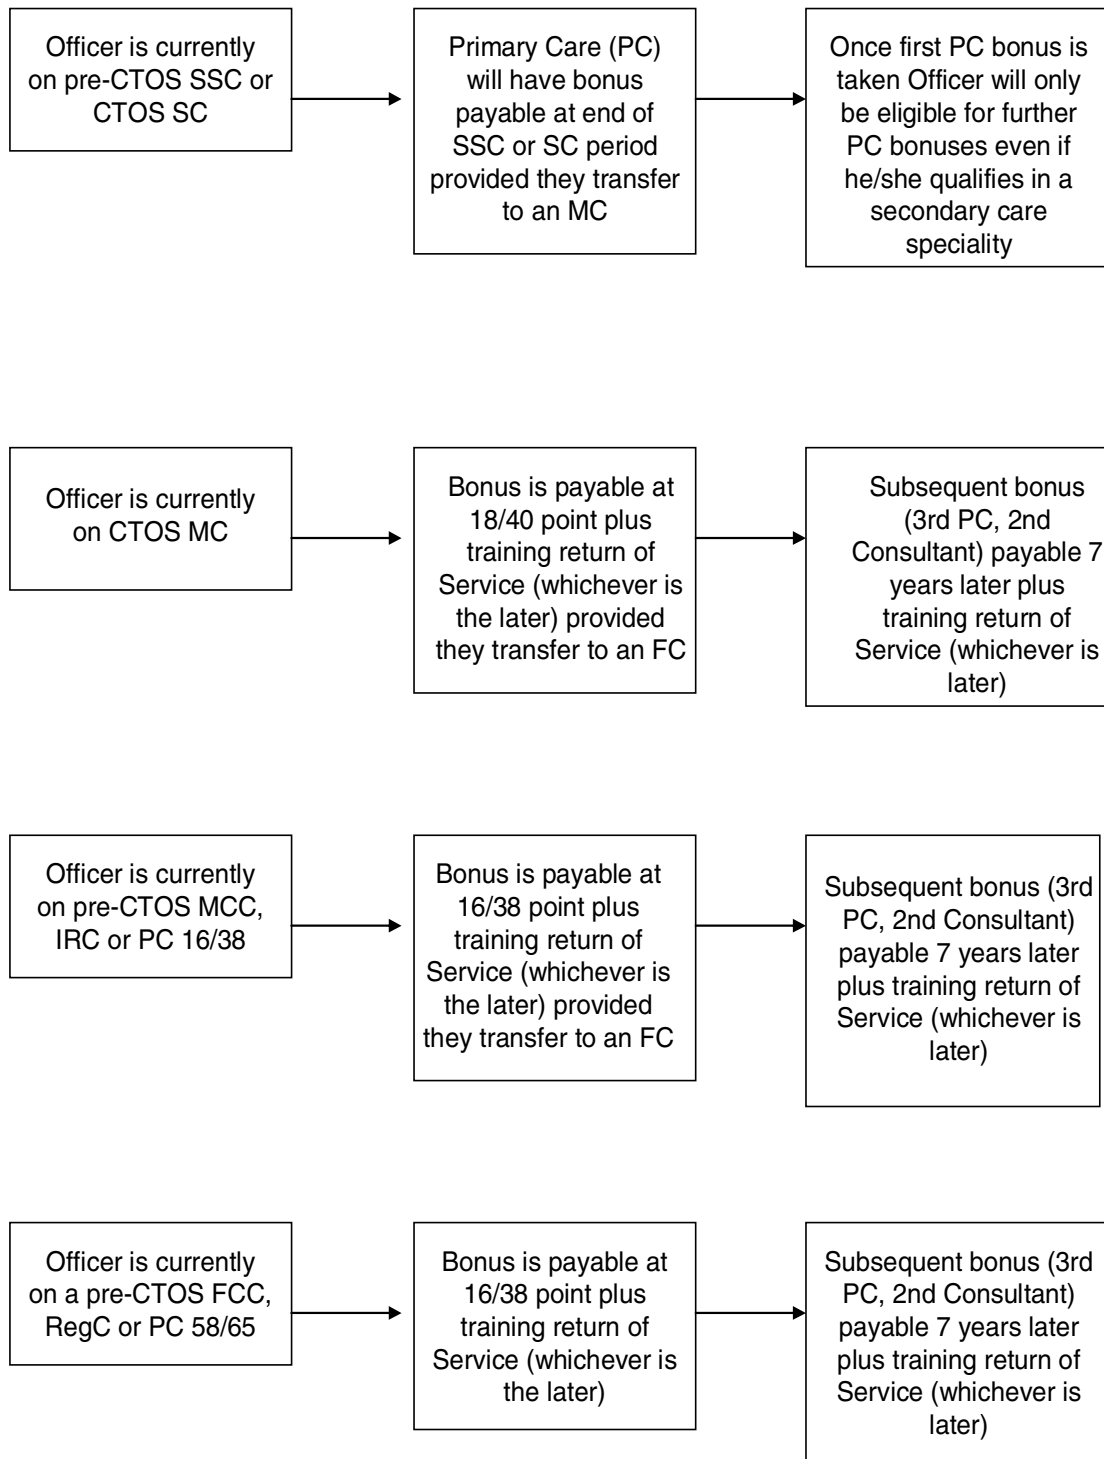 Officer is currently
on pre-CTOS SSC or
CTOS SC
Primary Care (PC)
will have bonus
payable at end of
SSC or SC period
provided they transfer
to an MC
Once first PC bonus is
taken Officer will only
be eligible for further
PC bonuses even if
he/she qualifies in a
secondary care
speciality
Officer is currently
on CTOS MC
Bonus is payable at
18/40 point plus
training return of
Service (whichever is
the later) provided
they transfer to an FC
Subsequent bonus
(3rd PC, 2nd
Consultant) payable 7
years later plus
training return of
Service (whichever is
later)
Officer is currently
on pre-CTOS MCC,
IRC or PC 16/38
Bonus is payable at
16/38 point plus
training return of
Service (whichever is
the later) provided
they transfer to an FC
Subsequent bonus (3rd
PC, 2nd Consultant)
payable 7 years later
plus training return of
Service (whichever is
later)
Officer is currently
on a pre-CTOS FCC,
RegC or PC 58/65
Bonus is payable at
16/38 point plus
training return of
Service (whichever is
the later)
Subsequent bonus (3rd
PC, 2nd Consultant)
payable 7 years later
plus training return of
Service (whichever is
later)